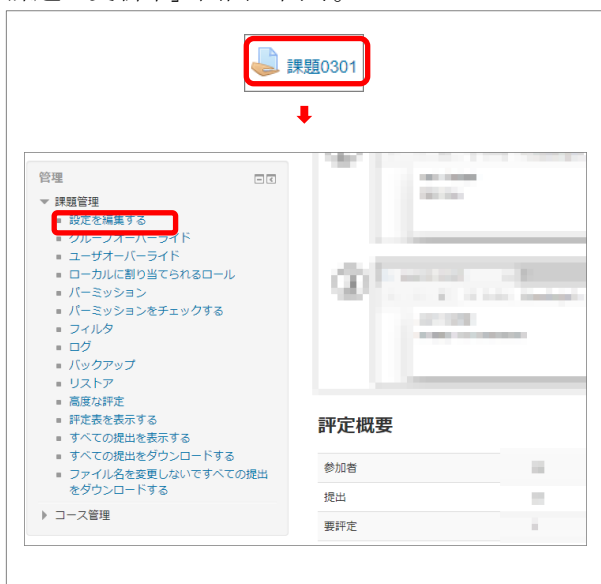 課題0301
管理
課題管理
設定を編集する
グループオーバーライド
ユーザオーバーライド
ローカルに割り当てられるロール
パーミッション
パーミッションをチェックする
フィルタ
ログ
バックアップ
リストア
高度な評定
評定表を表示する
すべての提出を表示する
すべての提出をダウンロードする
ファイル名を変更しないですべての提出
をダウンロードする
コース管理
評定概要
参加者
提出
要評定